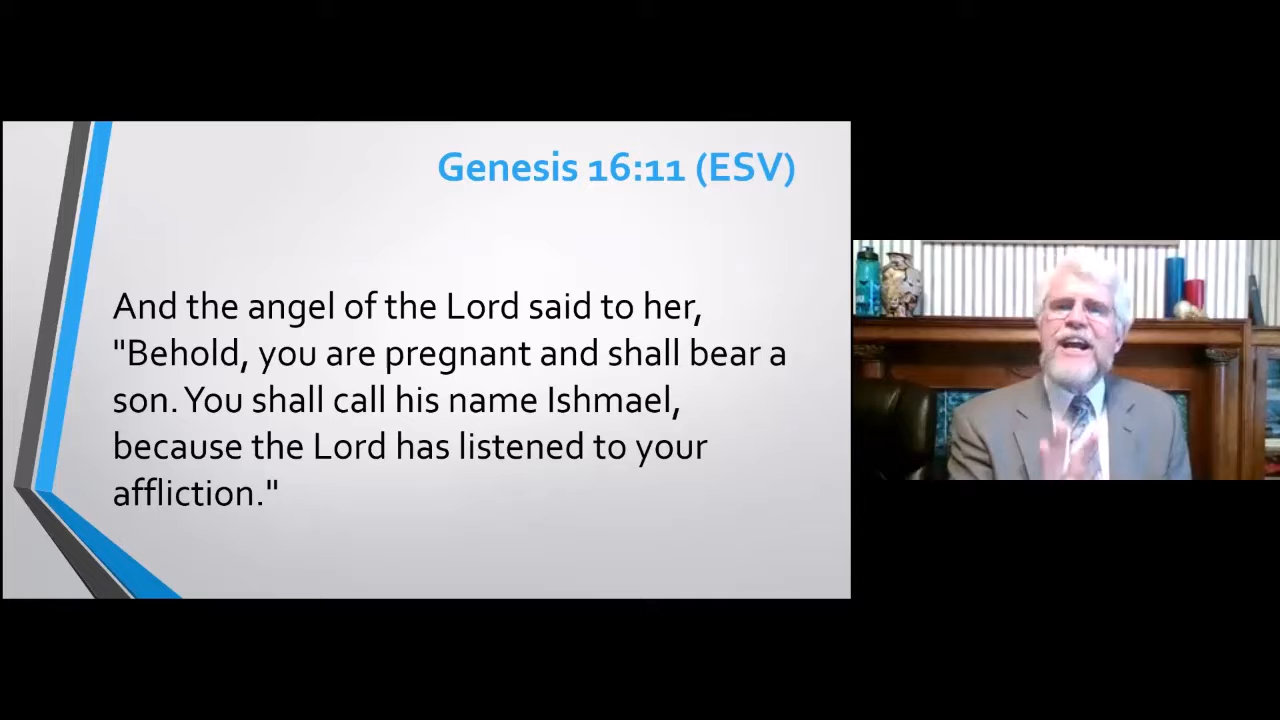 Genesis 16:11 (ESV)
And the angel of the Lord said to her,
"Behold, you are pregnant and shall bear a
son. You shall call his name Ishmael,
because the Lord has listened to your
affliction."